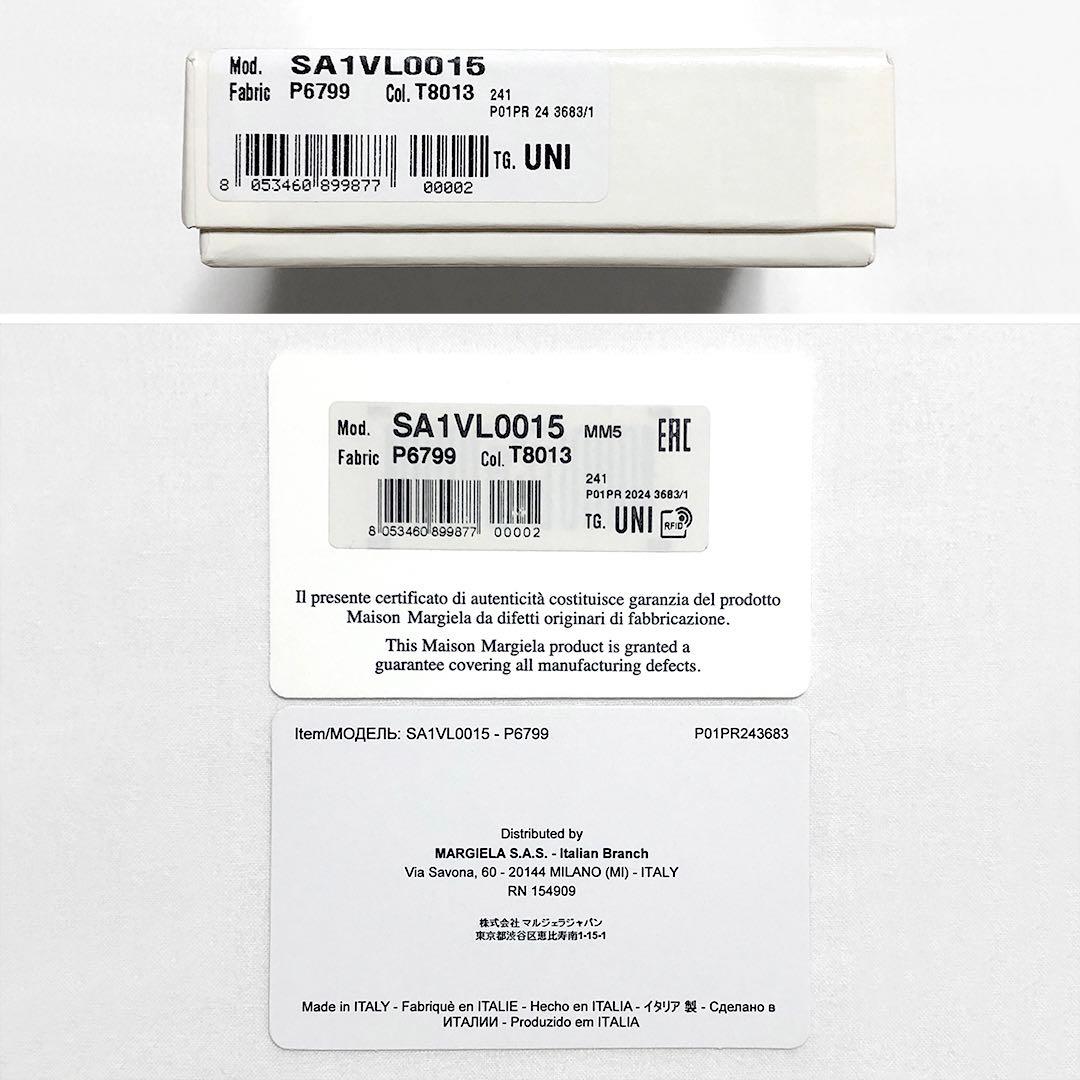 Mod. SA1VL0015
Fabric P6799 Col. T8013 241
P01PR 24 3683/1
TG. UNI
8 053460 899877 00002
Mod. SA1VL0015 MM5 EAC
Fabric P6799 Col. T8013
241
P01PR 2024 3683/1
TG. UNI RFID
8 053460 899877 00002
Il presente certificato di autenticità costituisce garanzia del prodotto
Maison Margiela da difetti originari di fabbricazione.
This Maison Margiela product is granted a
guarantee covering all manufacturing defects.
Item/МОДЕЛЬ: SA1VL0015 - P6799 P01PR243683
Distributed by
MARGIELA S.A.S. - Italian Branch
Via Savona, 60 - 20144 MILANO (MI) - ITALY
RN 154909
株式会社 マルジェラジャパン
東京都渋谷区恵比寿南1-15-1
Made in ITALY - Fabriquè en ITALIE - Hecho en ITALIA - イタリア 製 - Сделано в
ИТАЛИИ - Produzido em ITALIA